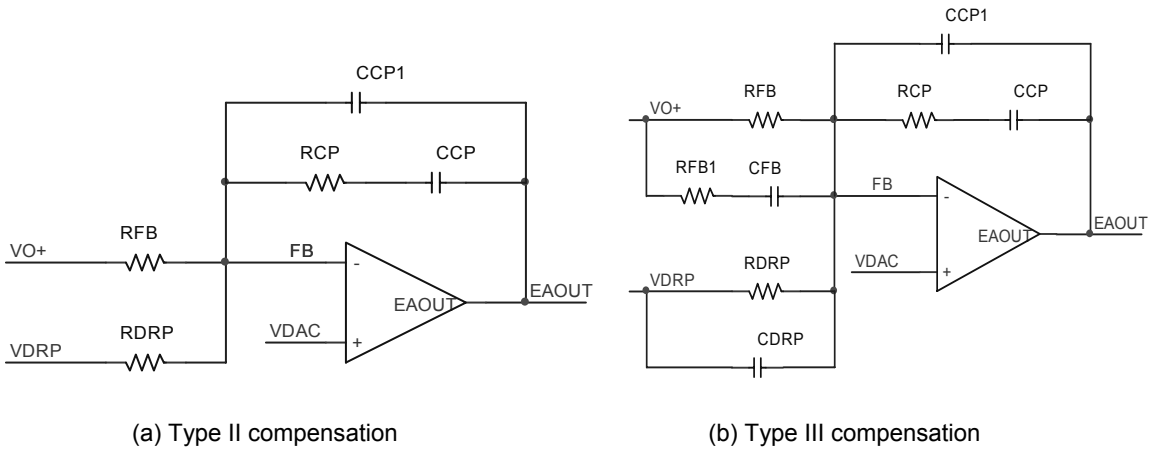 CCP1
RCP
CCP
RFB
VO+
FB
EAOUT
EAOUT
RDRP
VDAC
VDRP
-
+
(a) Type II compensation
CCP1
RFB
RCP
CCP
VO+
RFB1
CFB
FB
-
EAOUT
EAOUT
RDRP
VDAC
+
VDRP
CDRP
(b) Type III compensation